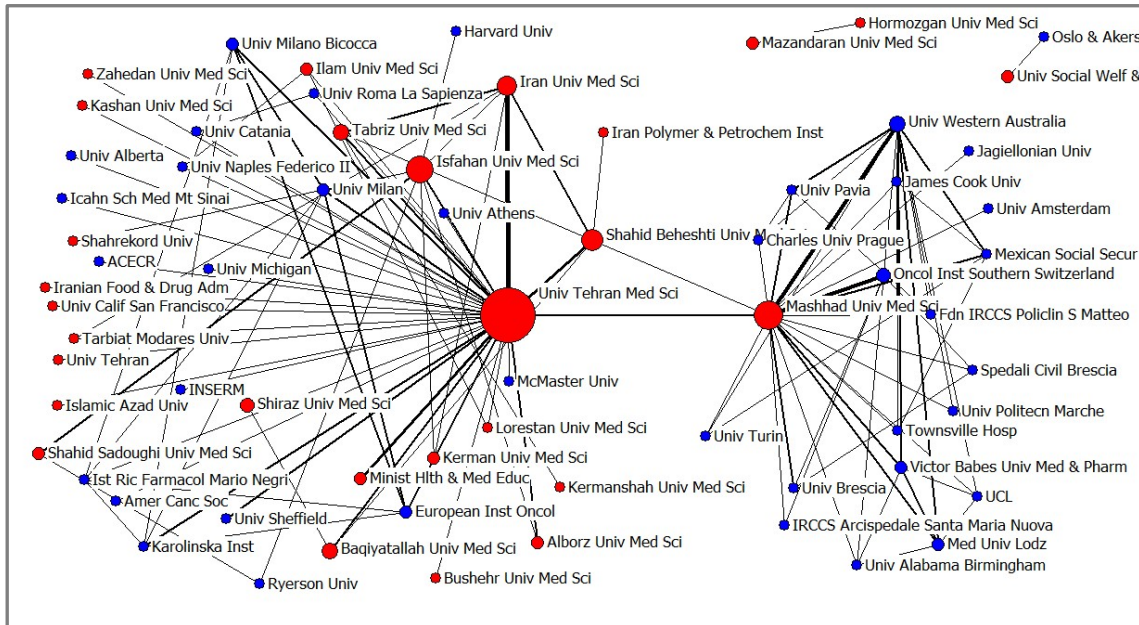 Hormozgan Univ Med Sci
Harvard Univ
Oslo & Akers
Univ Milano Bicocca
Mazandaran Univ Med Sci
Ilam Univ Med Sci
Zahedan Univ Med Sci
Univ Social Welf &
Iran Univ Med Sci
Univ Roma La Sapienza
Kashan Univ Med Sci
Univ Western Australia
Univ Catania
Tabriz Univ Med Sci
Iran Polymer & Petrochem Inst
Jagiellonian Univ
Univ Alberta
Univ Naples Federico II
Isfahan Univ Med Sci
James Cook Univ
Univ Milan
Univ Pavia
Icahn Sch Med Mt Sinai
Univ Amsterdam
Univ Athens
Shahrekord Univ
Shahid Beheshti Univ M
Charles Univ Prague
Mexican Social Secur
ACECR
Univ Michigan
Oncol Inst Southern Switzerland
Iranian Food & Drug Adm
Univ Tehran Med Sci
Univ Calif San Francisco
Mashhad Univ Med Sci
Fdn IRCCS Policlin S Matteo
Tarbiat Modares Univ
Univ Tehran
Spedali Civil Brescia
McMaster Univ
INSERM
Islamic Azad Univ
Shiraz Univ Med Sci
Univ Politecn Marche
Lorestan Univ Med Sci
Townsville Hosp
Univ Turin
Shahid Sadoughi Univ Med Sci
Kerman Univ Med Sci
Victor Babes Univ Med & Pharm
Ist Ric Farmacol Mario Negri
Minist Hlth & Med Educ
Kermanshah Univ Med Sci
Univ Brescia
UCL
Amer Canc Soc
European Inst Oncol
Univ Sheffield
IRCCS Arcispedale Santa Maria Nuova
Karolinska Inst
Baqiyatallah Univ Med Sci
Alborz Univ Med Sci
Med Univ Lodz
Univ Alabama Birmingham
Bushehr Univ Med Sci
Ryerson Univ